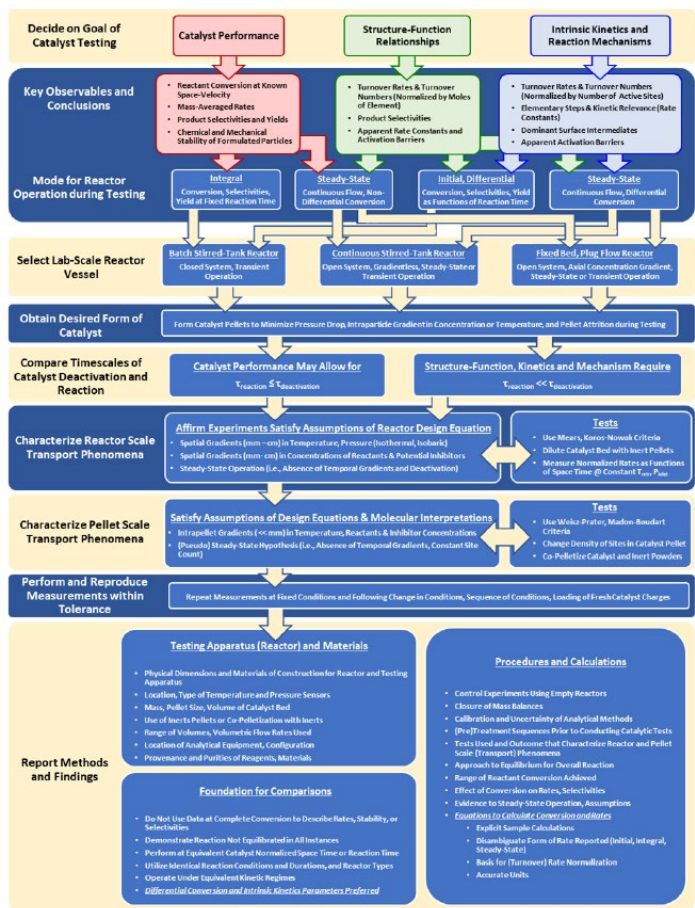 Decide on Goal of
Catalyst Testing
Catalyst Performance
Structure-Function
Relationships
Intrinsic Kinetics and
Reaction Mechanisms
Key Observables and
Conclusions
• Reactant Conversion at Known
Space-Velocity
• Mass-Averaged Rates
• Product Selectivities and Yields
• Chemical and Mechanical
Stability of Formulated Particles
• Turnover Rates & Turnover
Numbers (Normalized by Moles
of Element)
• Product Selectivities
• Apparent Rate Constants and
Activation Barriers
• Turnover Rates & Turnover Numbers
(Normalized by Number of Active Sites)
• Elementary Steps & Kinetic Relevance (Rate
Constants)
• Dominant Surface Intermediates
• Apparent Activation Barriers
Mode for Reactor
Operation during Testing
Integral
Conversion, Selectivities,
Yield at Fixed Reaction Time
Steady-State
Continuous Flow, Non-
Differential Conversion
Initial, Differential
Conversion, Selectivities, Yield
as Functions of Reaction Time
Steady-State
Continuous Flow, Differential
Conversion
Select Lab-Scale Reactor
Vessel
Batch Stirred-Tank Reactor
Closed System, Transient
Operation
Continuous Stirred-Tank Reactor
Open System, Gradientless, Steady-State or
Transient Operation
Fixed Bed, Plug Flow Reactor
Open System, Axial Concentration Gradient,
Steady-State or Transient Operation
Obtain Desired Form of
Catalyst
Form Catalyst Pellets to Minimize Pressure Drop, Intraparticle Gradient in Concentration or Temperature, and Pellet Attrition during Testing
Compare Timescales of
Catalyst Deactivation and
Reaction
Catalyst Performance May Allow for
τreaction ≤ τdeactivation
Structure-Function, Kinetics and Mechanism Require
τreaction << τdeactivation
Characterize Reactor Scale
Transport Phenomena
Affirm Experiments Satisfy Assumptions of Reactor Design Equation
• Spatial Gradients (mm – cm) in Temperature, Pressure (Isothermal, Isobaric)
• Spatial Gradients (mm- cm) in Concentrations of Reactants & Potential Inhibitors
• Steady-State Operation (i.e., Absence of Temporal Gradients and Deactivation)
Tests
• Use Mears, Koros-Nowak Criteria
• Dilute Catalyst Bed with Inert Pellets
• Measure Normalized Rates as Functions
of Space Time @ Constant Trxtr, Pinlet
Characterize Pellet Scale
Transport Phenomena
Satisfy Assumptions of Design Equations & Molecular Interpretations
• Intrapellet Gradients (<< mm) in Temperature, Reactants & Inhibitor Concentrations
• (Pseudo) Steady-State Hypothesis (i.e., Absence of Temporal Gradients, Constant Site
Count)
Tests
• Use Weisz-Prater, Madon-Boudart
Criteria
• Change Density of Sites in Catalyst Pellet
• Co-Pelletize Catalyst and Inert Powders
Perform and Reproduce
Measurements within
Tolerance
Repeat Measurements at Fixed Conditions and Following Change in Conditions, Sequence of Conditions, Loading of Fresh Catalyst Charges
Report Methods
and Findings
Testing Apparatus (Reactor) and Materials
• Physical Dimensions and Materials of Construction for Reactor and Testing
Apparatus
• Location, Type of Temperature and Pressure Sensors
• Mass, Pellet Size, Volume of Catalyst Bed
• Use of Inerts Pellets or Co-Pelletization with Inerts
• Range of Volumes, Volumetric Flow Rates Used
• Location of Analytical Equipment, Configuration
• Provenance and Purities of Reagents, Materials
Foundation for Comparisons
• Do Not Use Data at Complete Conversion to Describe Rates, Stability, or
Selectivities
• Demonstrate Reaction Not Equilibrated in All Instances
• Perform at Equivalent Catalyst Normalized Space Time or Reaction Time
• Utilize Identical Reaction Conditions and Durations, and Reactor Types
• Operate Under Equivalent Kinetic Regimes
• Differential Conversion and Intrinsic Kinetics Parameters Preferred
Procedures and Calculations
• Control Experiments Using Empty Reactors
• Closure of Mass Balances
• Calibration and Uncertainty of Analytical Methods
• (Pre)Treatment Sequences Prior to Conducting Catalytic Tests
• Tests Used and Outcome that Characterize Reactor and Pellet
Scale (Transport) Phenomena
• Approach to Equilibrium for Overall Reaction
• Range of Reactant Conversion Achieved
• Effect of Conversion on Rates, Selectivities
• Evidence to Steady-State Operation, Assumptions
• Equations to Calculate Conversion and Rates
• Explicit Sample Calculations
• Disambiguate Form of Rate Reported (Initial, Integral,
Steady-State)
• Basis for (Turnover) Rate Normalization
• Accurate Units